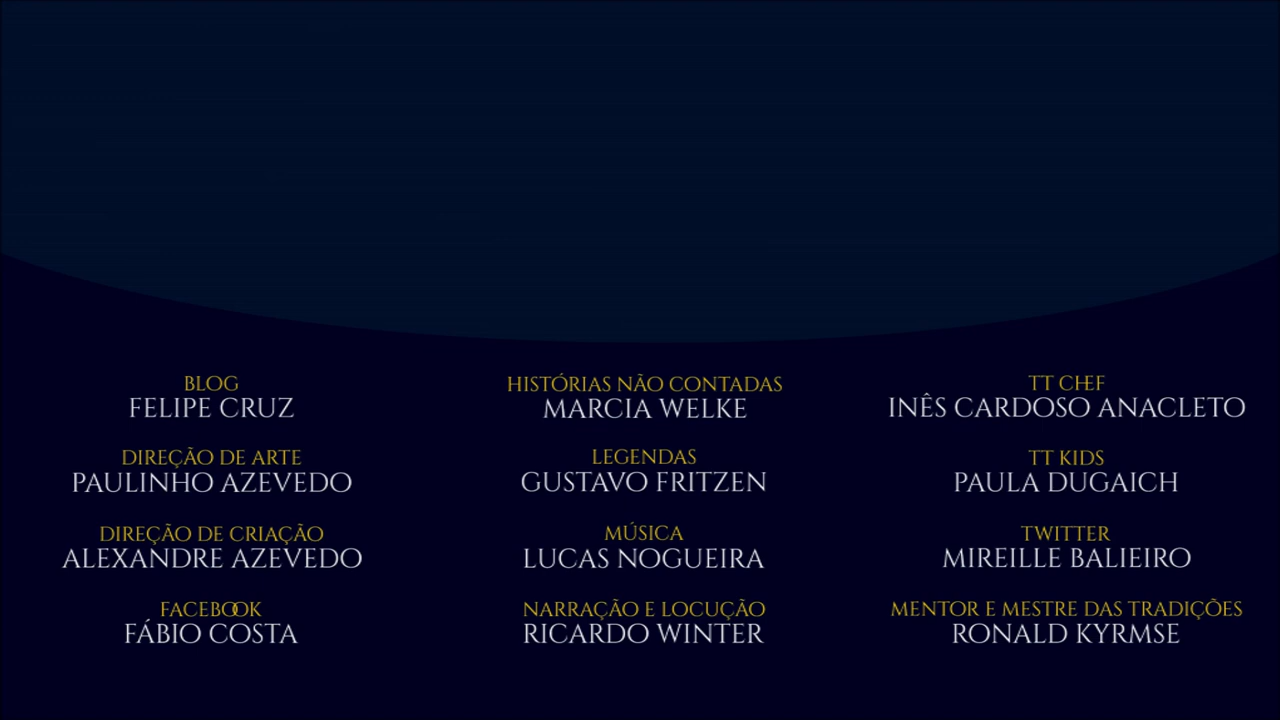 BLOG
FELIPE CRUZ
DIREÇÃO DE ARTE
PAULINHO AZEVEDO
DIREÇÃO DE CRIAÇÃO
ALEXANDRE AZEVEDO
FACEBOOK
FÁBIO COSTA
HISTÓRIAS NÃO CONTADAS
MARCIA WELKE
LEGENDAS
GUSTAVO FRITZEN
MÚSICA
LUCAS NOGUEIRA
NARRAÇÃO E LOCUÇÃO
RICARDO WINTER
TT CHEF
INÊS CARDOSO ANACLETO
TT KIDS
PAULA DUGAICH
TWITTER
MIREILLE BALIEIRO
MENTOR E MESTRE DAS TRADIÇÕES
RONALD KYRMSE